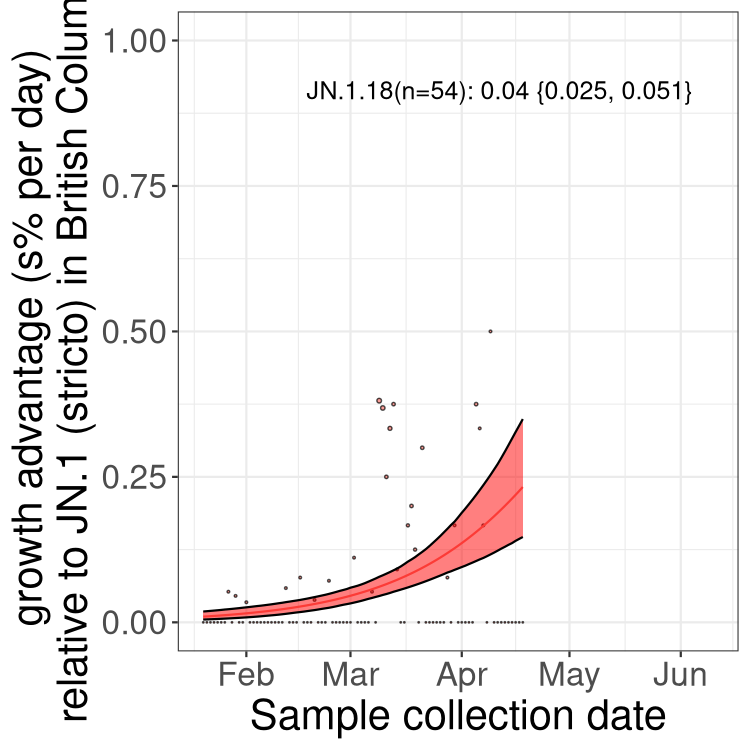 growth advantage (s% per day)
relative to JN.1 (stricto) in British Colum
1.00
0.75
0.50
0.25
0.00
JN.1.18(n=54): 0.04 {0.025, 0.051}
Feb Mar Apr May Jun
Sample collection date